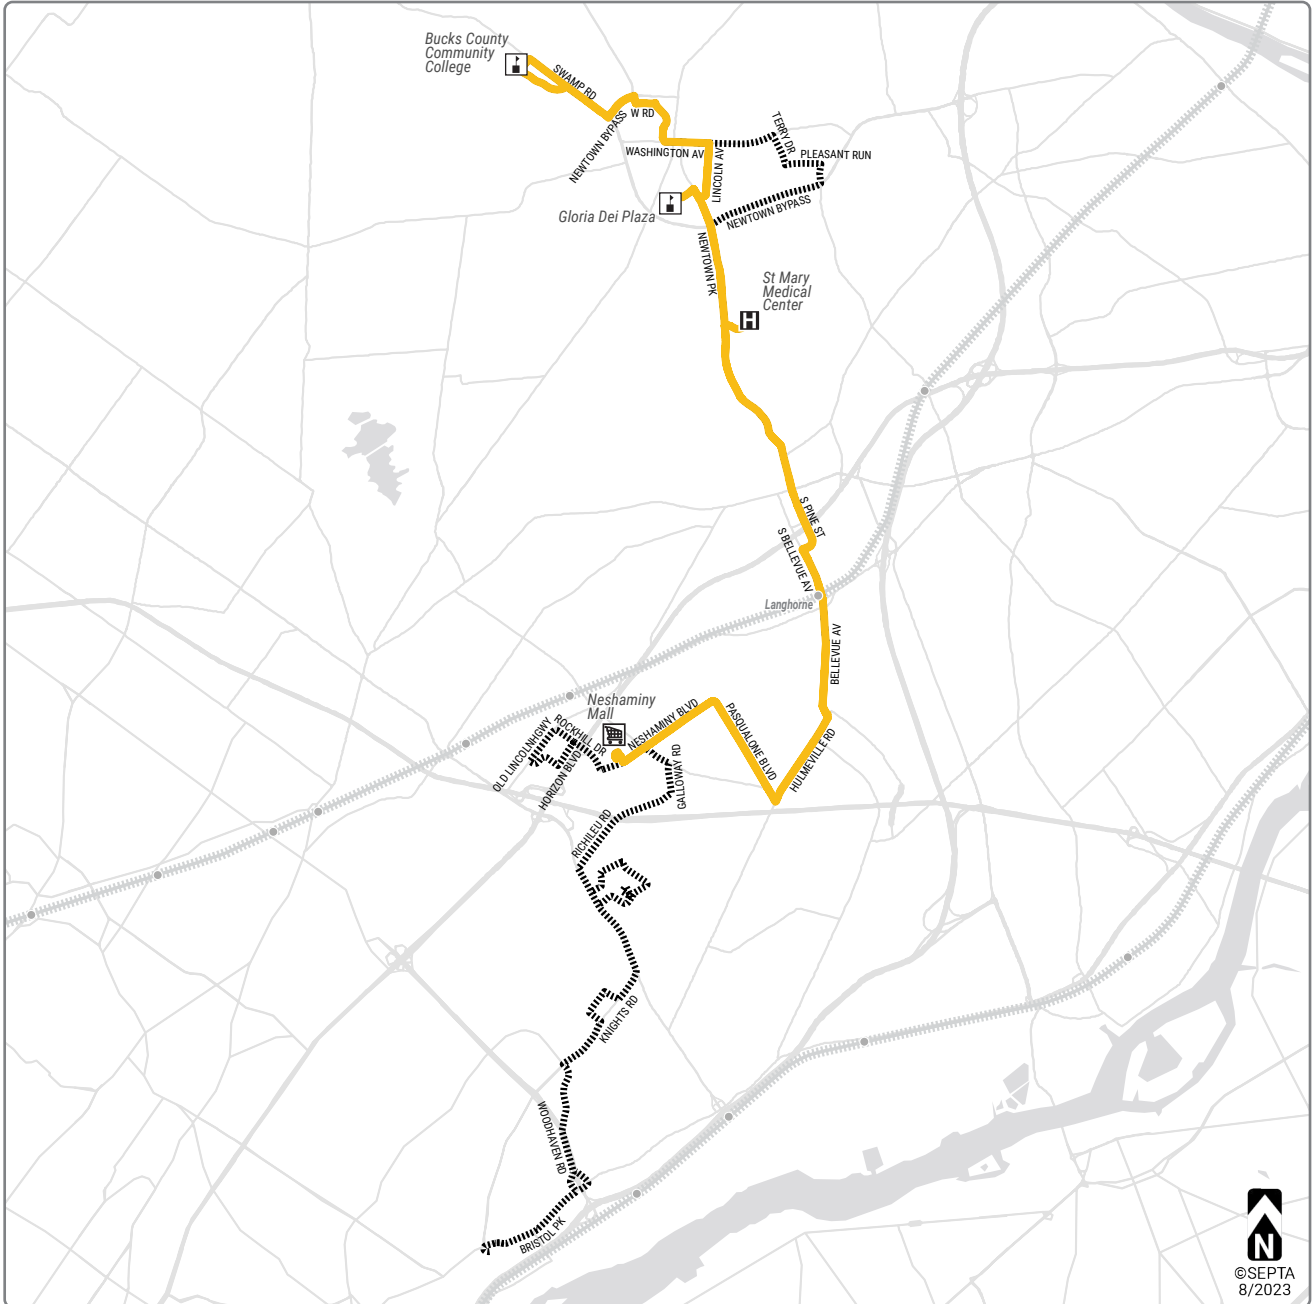 Bucks County
Community
College
SWAMP RD
NEWTOWN BYPASS
W RD
WASHINGTON AV
LINCOLN AV
TERRY DR
PLEASANT RUN
NEWTOWN BYPASS
Gloria Dei Plaza
NEWTOWN PK
St Mary
Medical
Center
H
S PINE ST
S BELLEVUE AV
Langhorne
BELLEVUE AV
Neshaminy
Mall
NESHAMINY BLVD
PASQUALONE BLVD
HULMEVILLE RD
OLD LINCOLNHGWY
ROCKHILL DR
HORIZON BLVD
GALLOWAY RD
RICHILEU RD
KNIGHTS RD
WOODHAVEN RD
BRISTOL PK
N
©SEPTA
8/2023